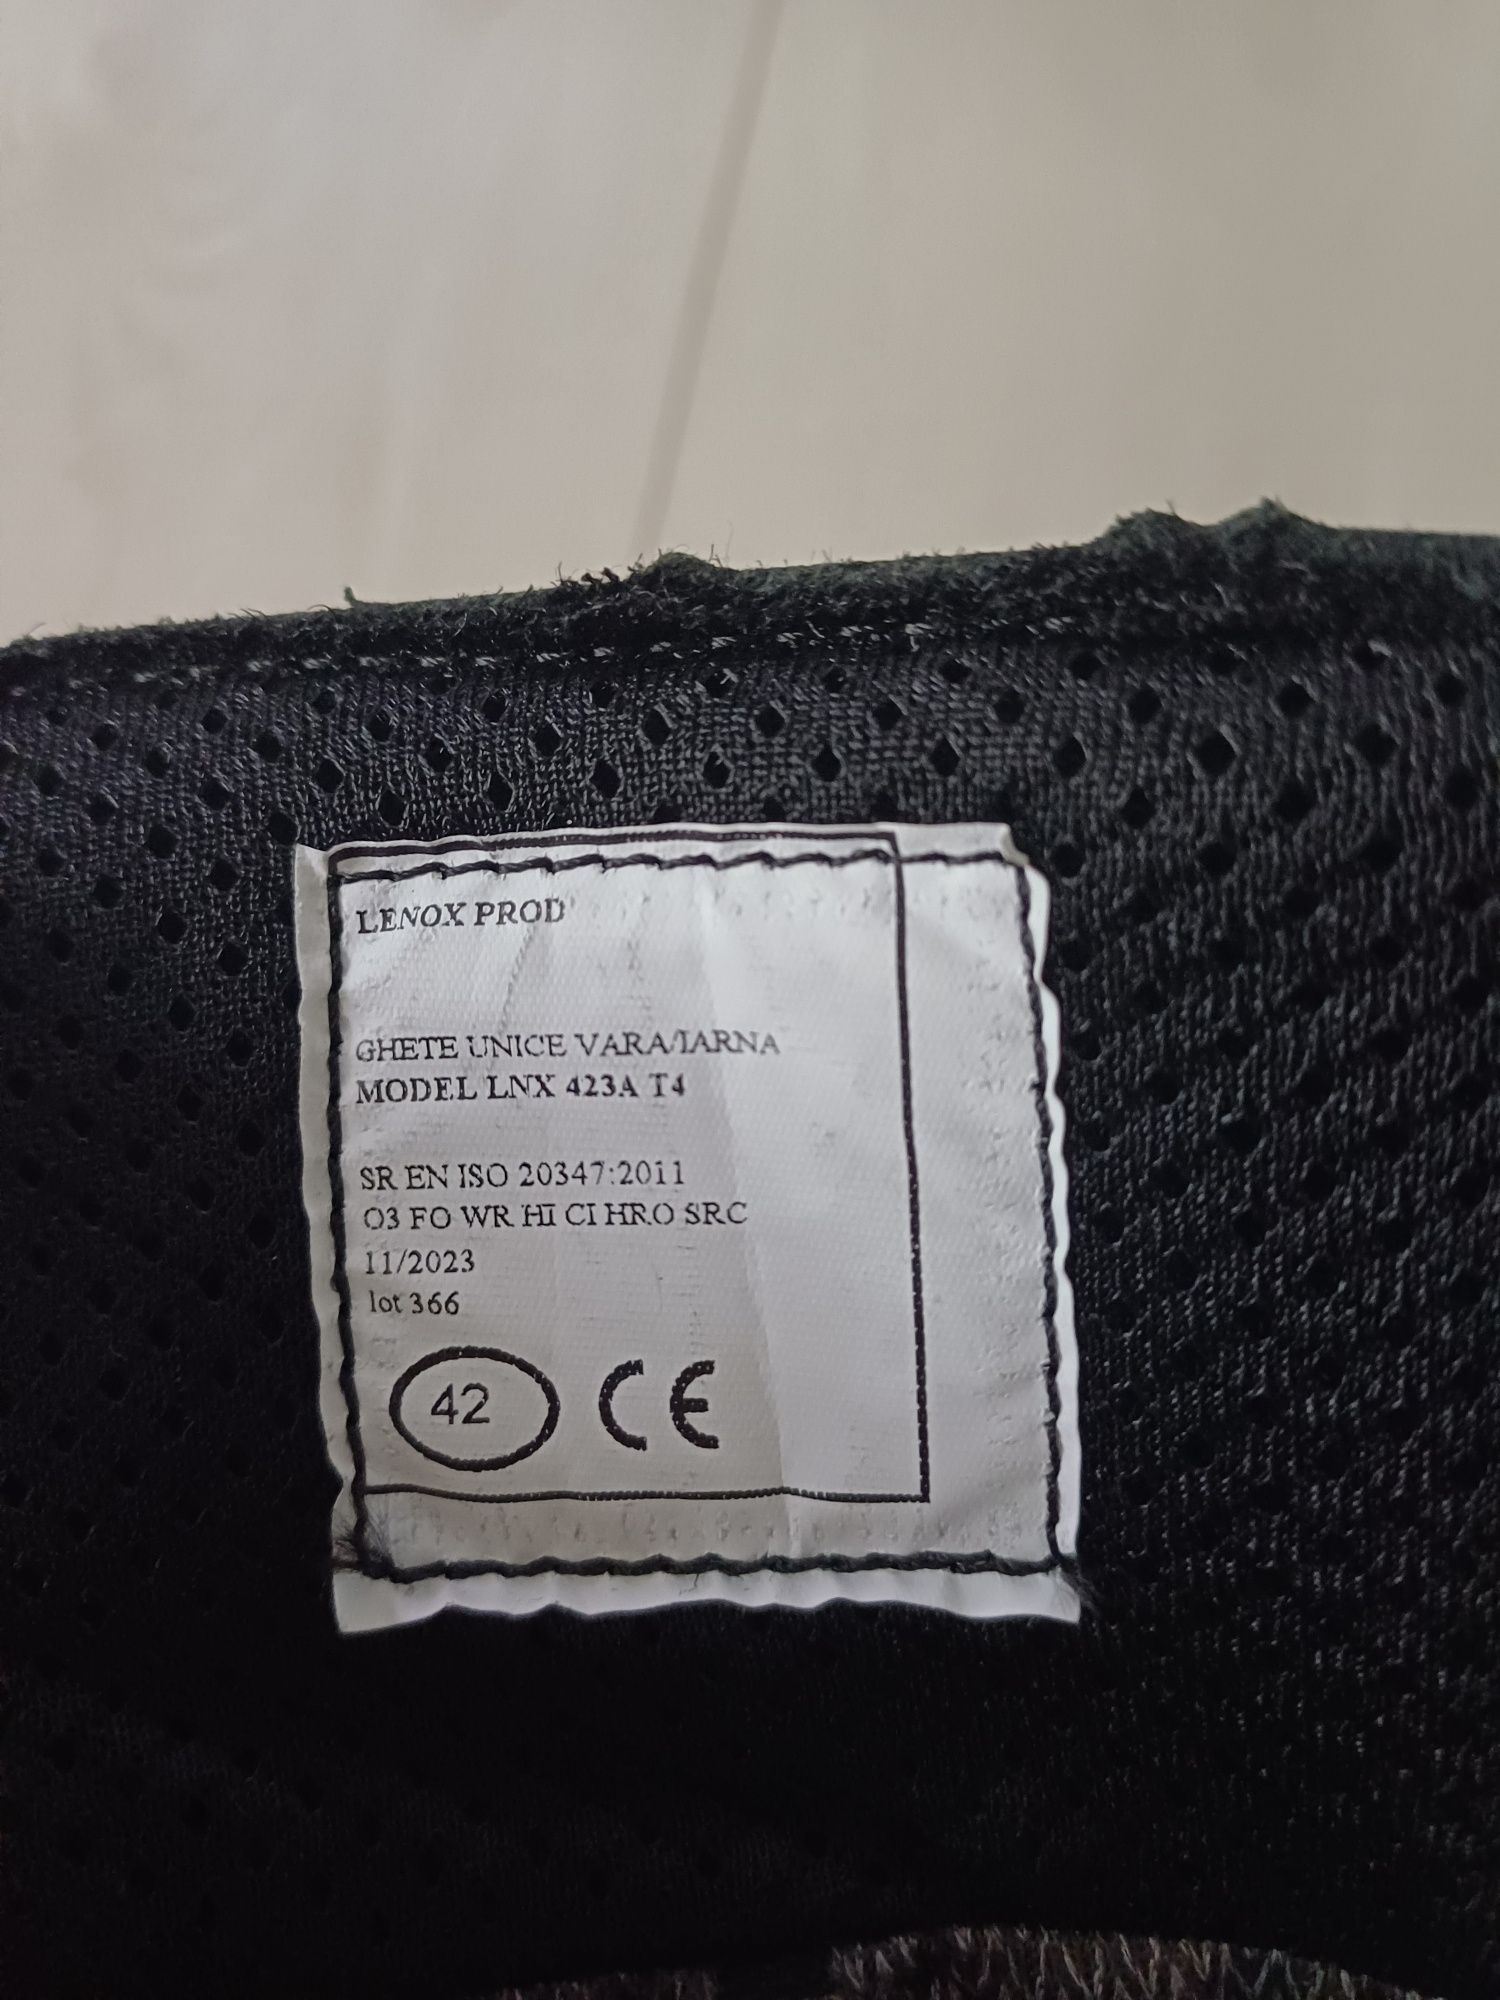 LENOX PROD
GHETE UNICE VARA/IARNA
MODEL LNX 423A T4
SR EN ISO 20347:2011
O3 FO WR HI CI HRO SRC
11/2023
lot 366
42 CE